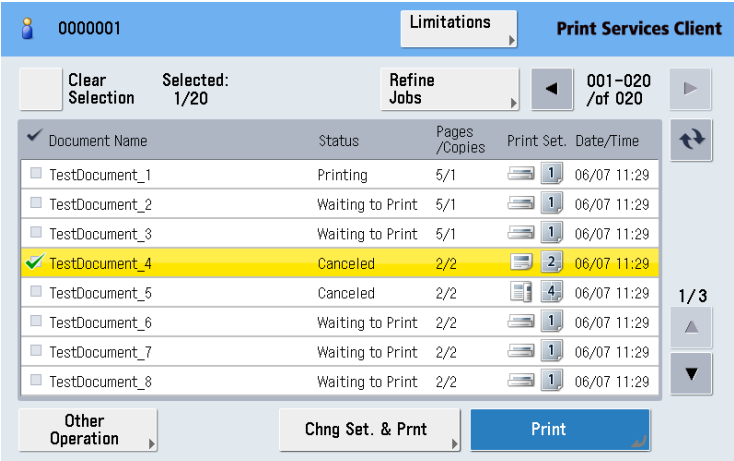 0000001
Limitations
Print Services Client
Clear
Selection
Selected:
1/20
Refine
Jobs
001-020
/of 020
Document Name Status Pages
/Copies Print Set. Date/Time
TestDocument_1 Printing 5/1 1 06/07 11:29
TestDocument_2 Waiting to Print 5/1 1 06/07 11:29
TestDocument_3 Waiting to Print 5/1 1 06/07 11:29
TestDocument_4 Canceled 2/2 2 06/07 11:29
TestDocument_5 Canceled 2/2 4 06/07 11:29
TestDocument_6 Waiting to Print 2/2 1 06/07 11:29
TestDocument_7 Waiting to Print 2/2 1 06/07 11:29
TestDocument_8 Waiting to Print 2/2 1 06/07 11:29
1/3
Other
Operation
Chng Set. & Prnt
Print